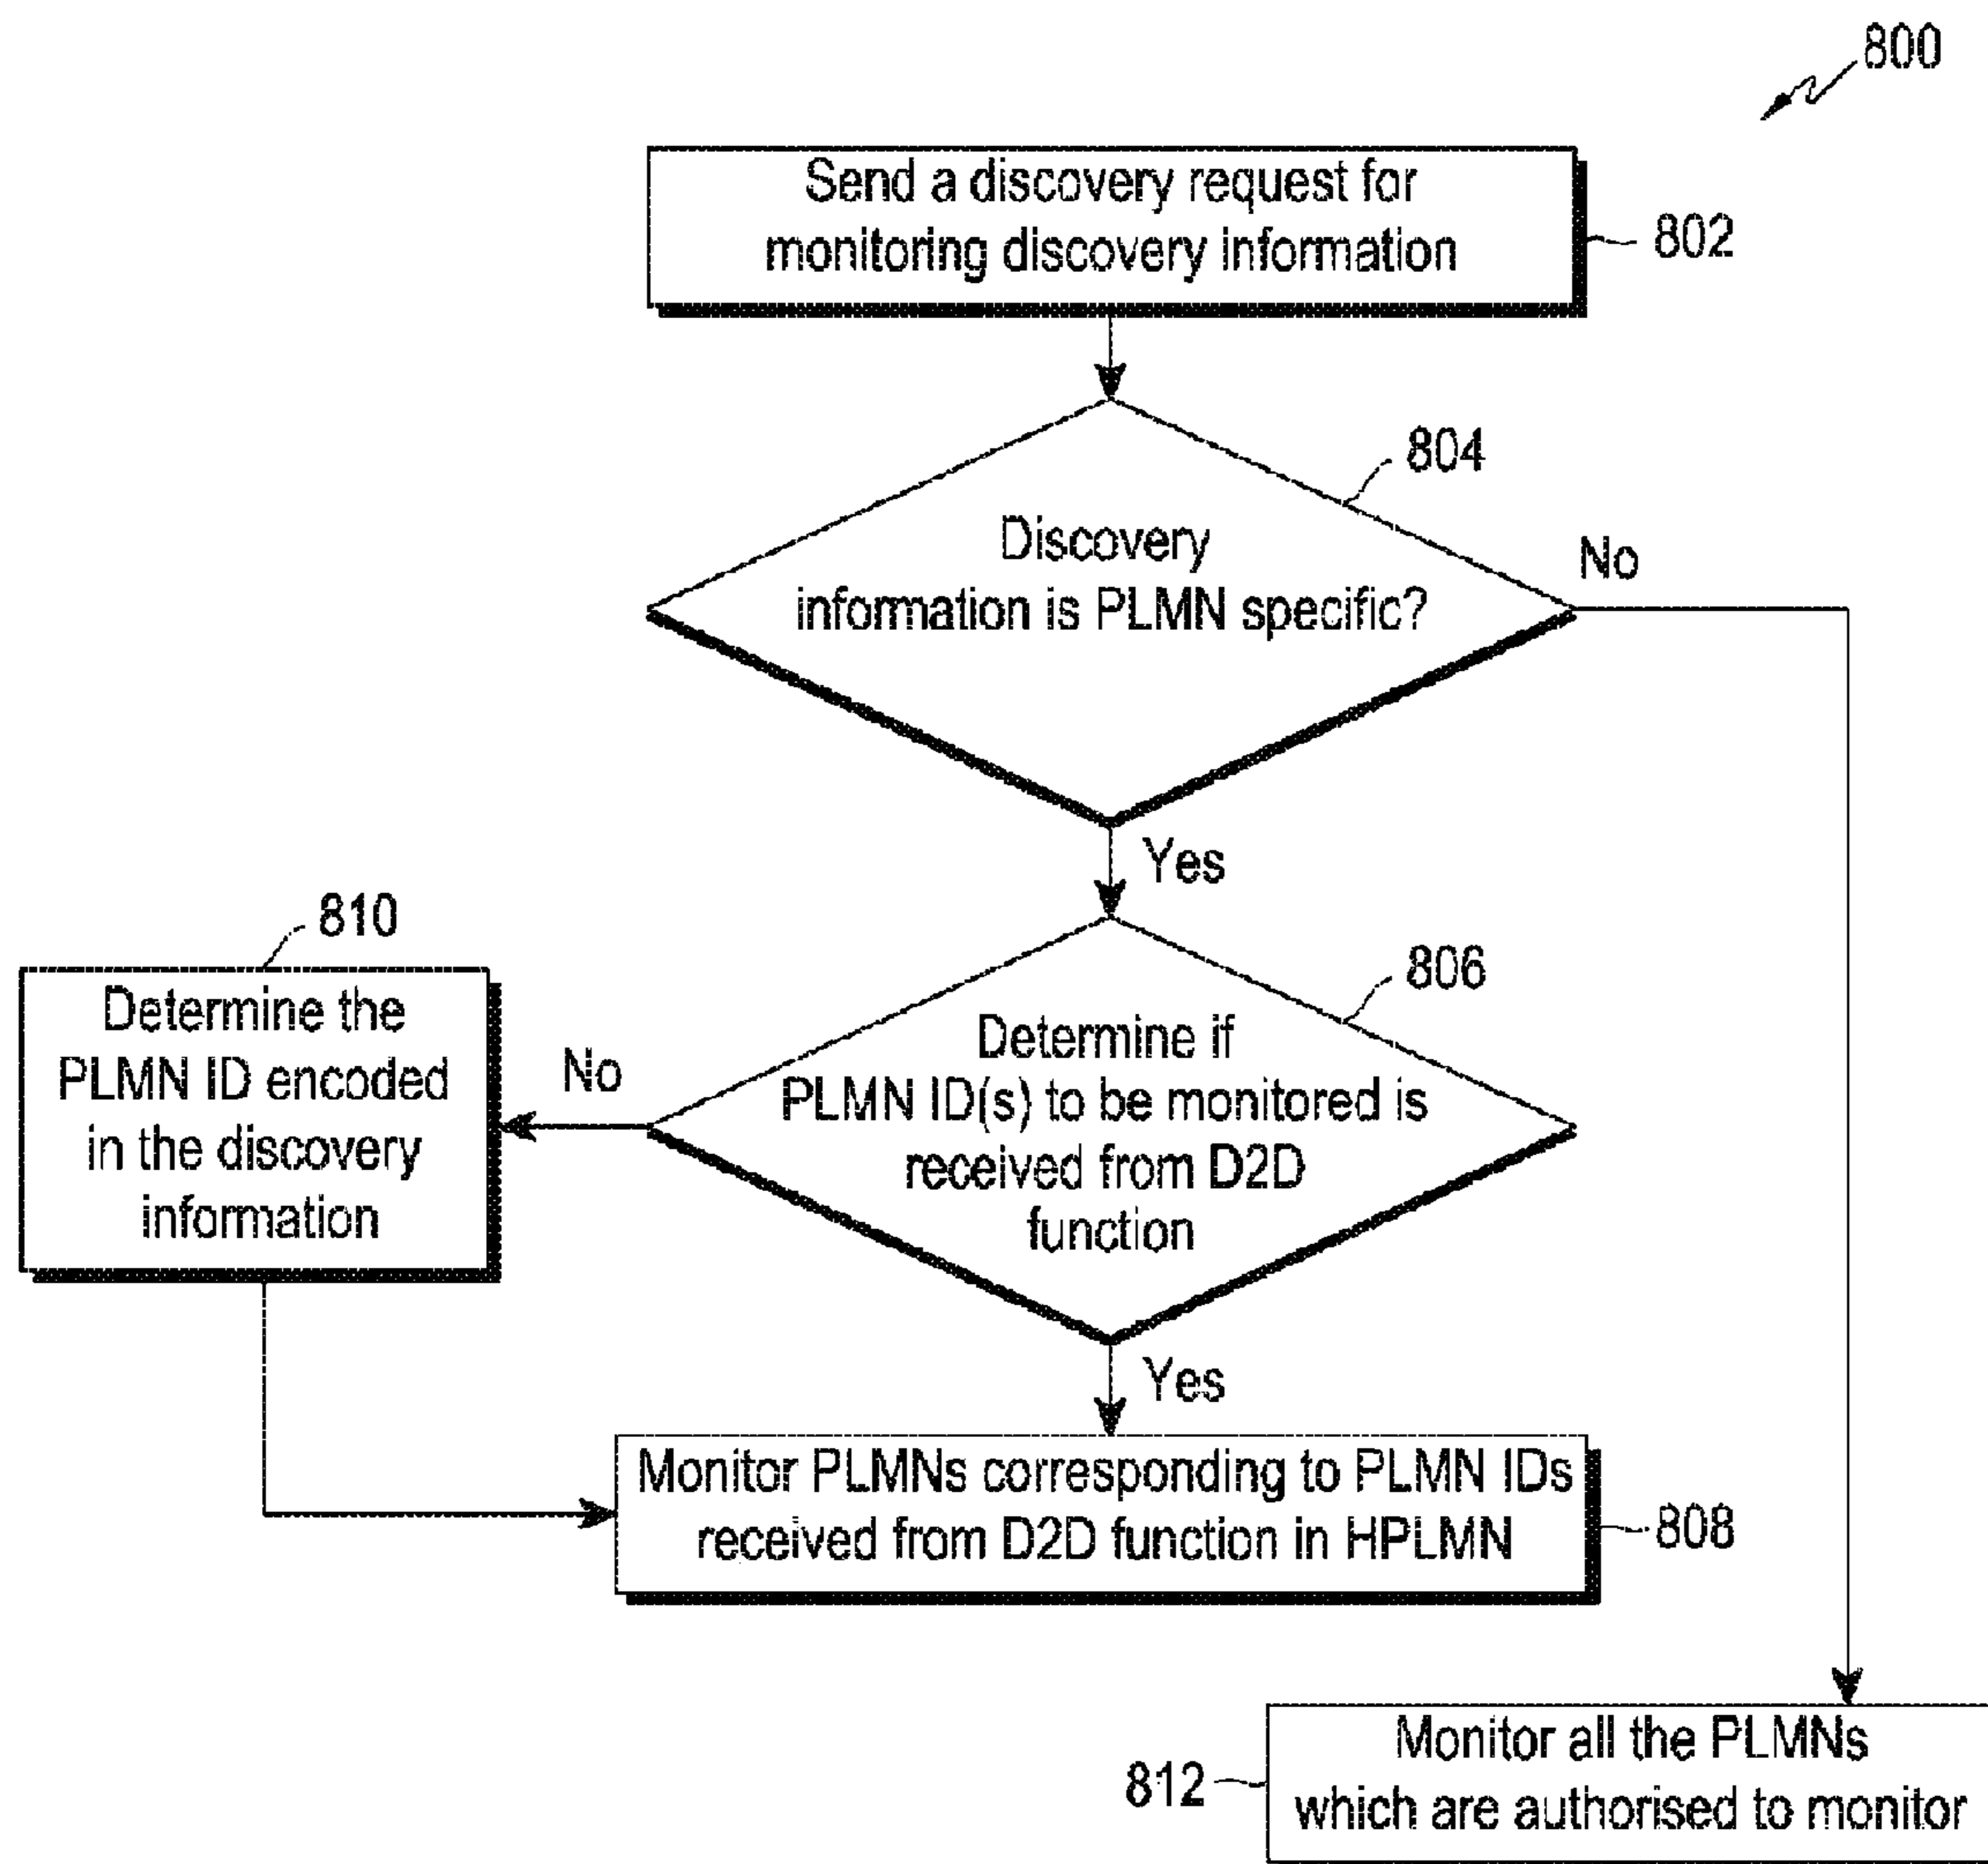 800
Send a discovery request for
monitoring discovery information
802
804
Discovery
information is PLMN specific?
No
Yes
810
Determine the
PLMN ID encoded
in the discovery
information
No
806
Determine if
PLMN ID(s) to be monitored is
received from D2D
function
Yes
Monitor PLMNs corresponding to PLMN IDs
received from D2D function in HPLMN
808
812
Monitor all the PLMNs
which are authorised to monitor